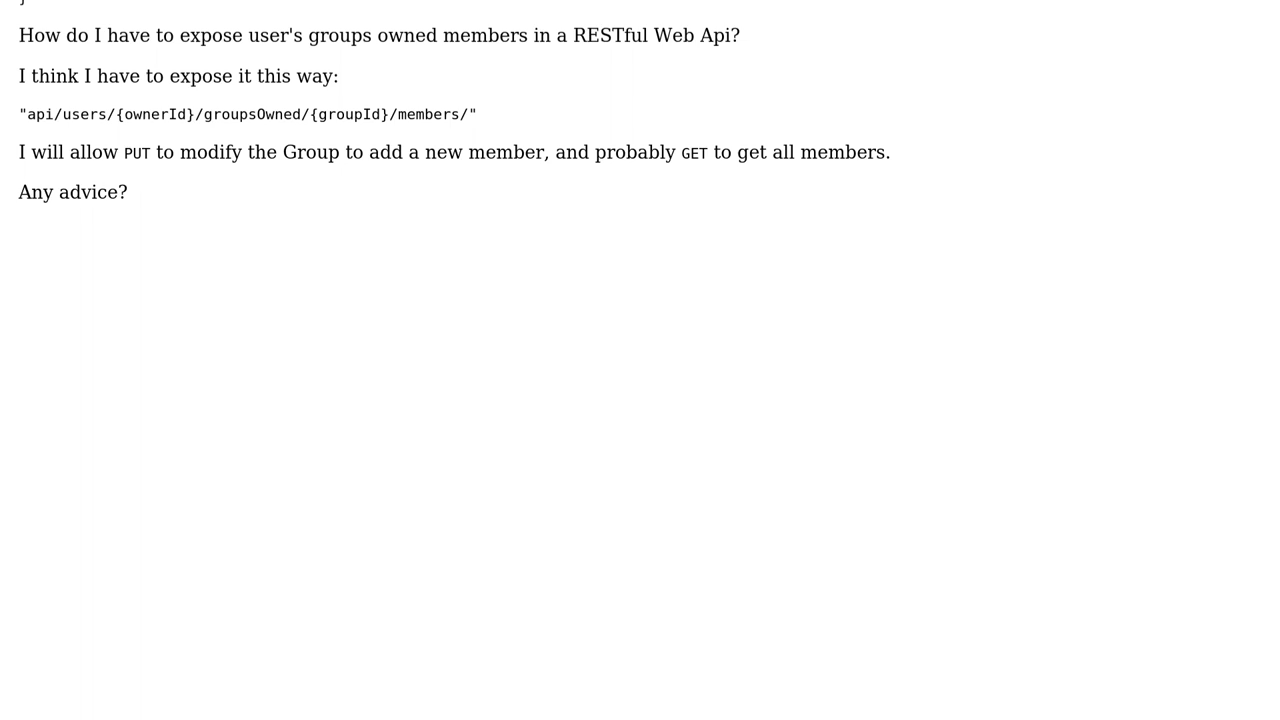 }
How do I have to expose user's groups owned members in a RESTful Web Api?
I think I have to expose it this way:
"api/users/{ownerId}/groupsOwned/{groupId}/members/"
I will allow PUT to modify the Group to add a new member, and probably GET to get all members.
Any advice?